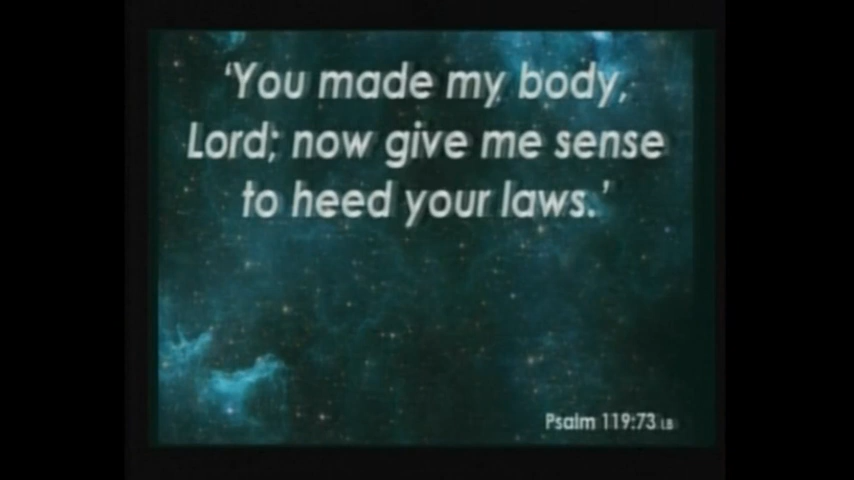 ‘You made my body,
Lord; now give me sense
to heed your laws.’
Psalm 119:73 LB